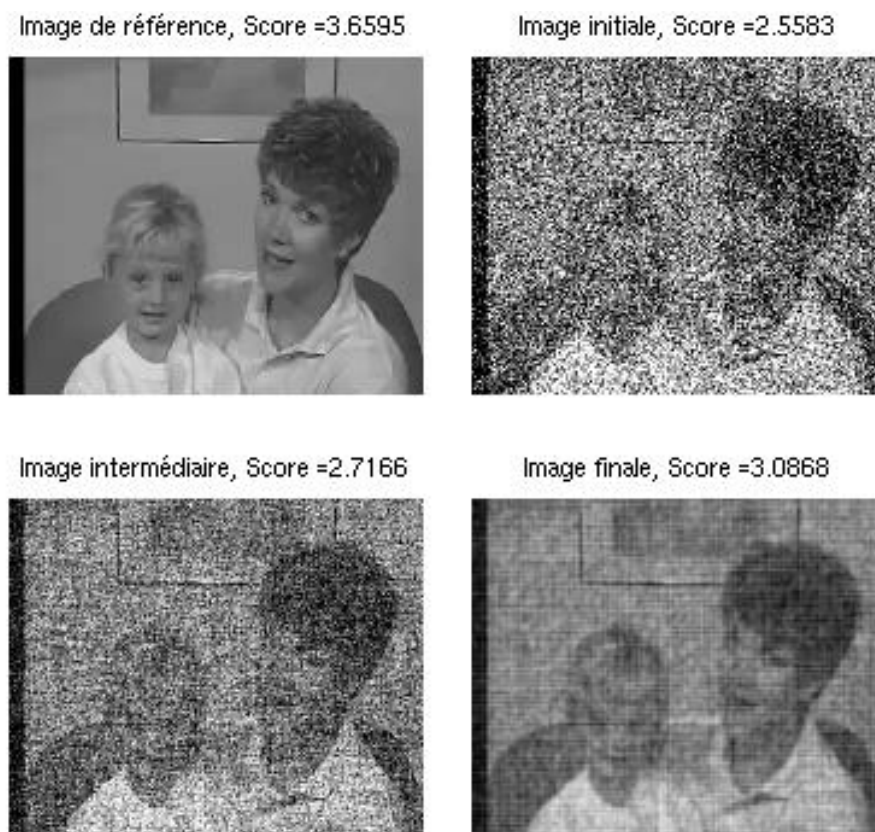 Image de référence, Score =3.6595
Image initiale, Score =2.5583
Image intermédiaire, Score =2.7166
Image finale, Score =3.0868